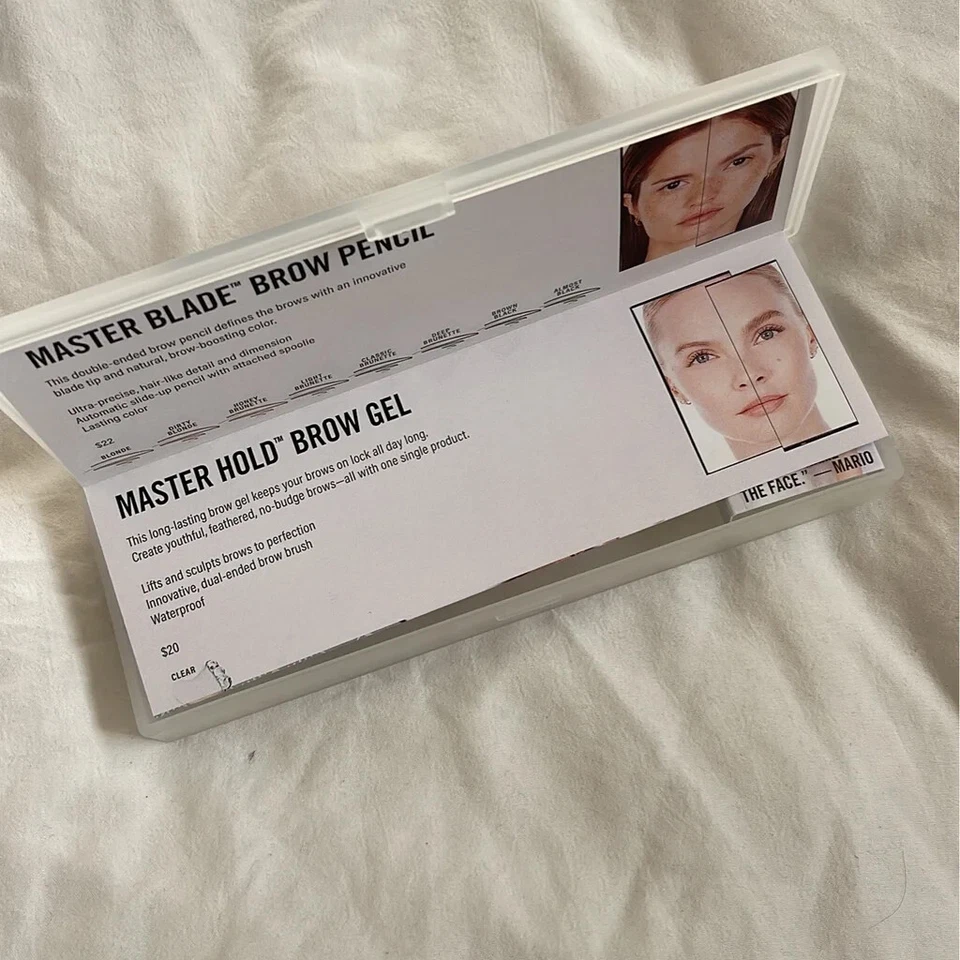 MASTER BLADE™ BROW PENCIL
This double-ended brow pencil defines the brows with an innovative
blade tip and natural, brow-boosting color.
Ultra-precise, hair-like detail and dimension
Automatic slide-up pencil with attached spoolie
Lasting color
$22
BLONDE
DIRTY
BLONDE
HONEY
BRUNETTE
LIGHT
BRUNETTE
CLASSIC
BRUNETTE
DEEP
BRUNETTE
BROWN
BLACK
ALMOST
BLACK
MASTER HOLD™ BROW GEL
This long-lasting brow gel keeps your brows on lock all day long.
Create youthful, feathered, no-budge brows—all with one single product.
Lifts and sculpts brows to perfection
Innovative, dual-ended brow brush
Waterproof
$20
CLEAR
THE FACE." — MARIO